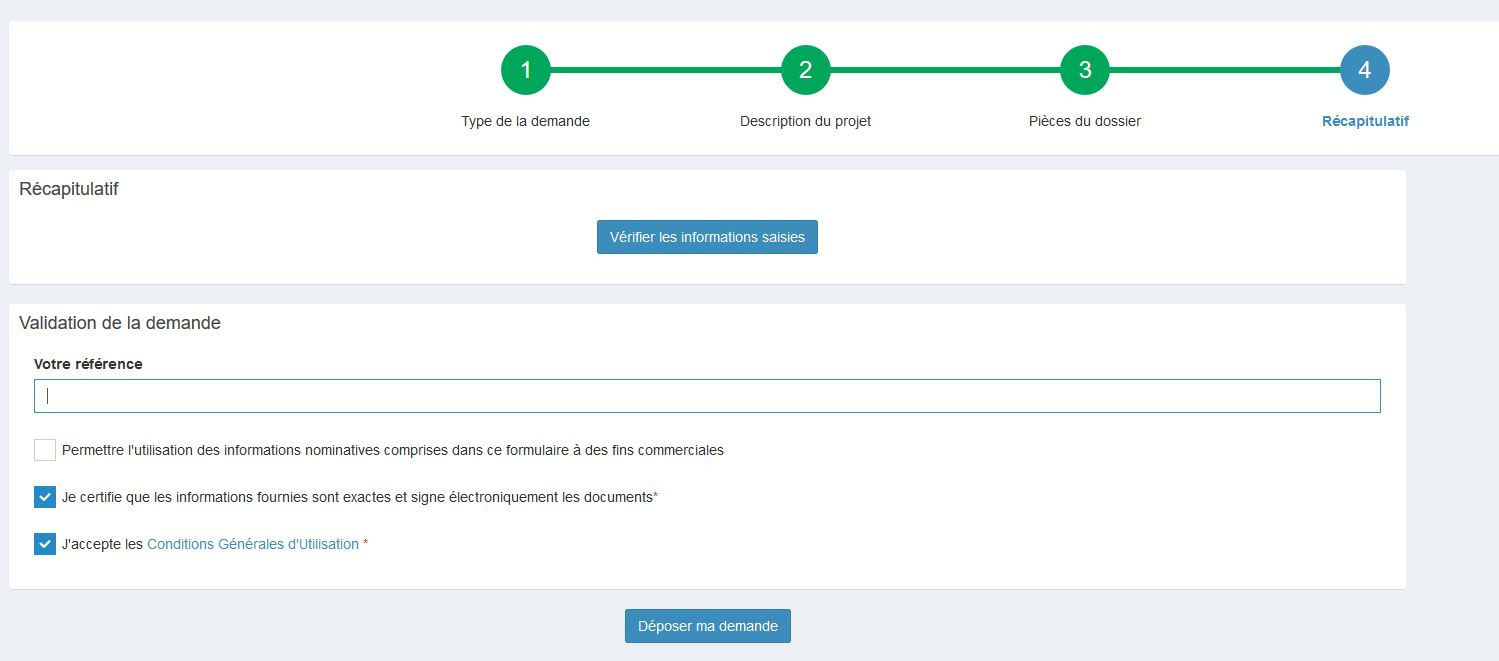 1 2 3 4
Type de la demande Description du projet Pièces du dossier Récapitulatif
Récapitulatif
Vérifier les informations saisies
Validation de la demande
Votre référence
Permettre l'utilisation des informations nominatives comprises dans ce formulaire à des fins commerciales
Je certifie que les informations fournies sont exactes et signe électroniquement les documents*
J'accepte les Conditions Générales d'Utilisation *
Déposer ma demande